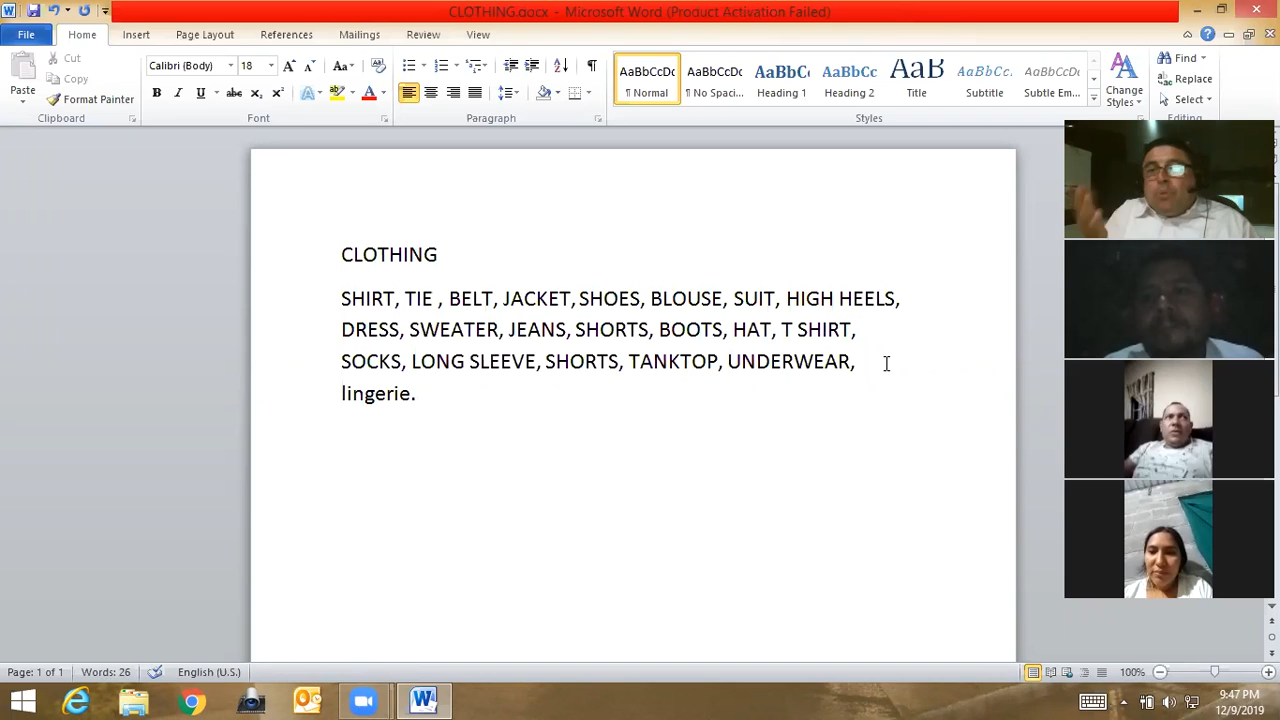 CLOTHING.docx - Microsoft Word (Product Activation Failed)
File Home Insert Page Layout References Mailings Review View
Cut
Copy
Format Painter
Paste
Clipboard
Calibri (Body) 18
Font
Paragraph
AaBbCcDc AaBbCcDc AaBbC AaBbCc AaB AaBbCcI AaBbCcDc
¶ Normal ¶ No Spaci... Heading 1 Heading 2 Title Subtitle Subtle Em...
Styles
Change Styles
Find
Replace
Select
Editing
CLOTHING
SHIRT, TIE , BELT, JACKET, SHOES, BLOUSE, SUIT, HIGH HEELS,
DRESS, SWEATER, JEANS, SHORTS, BOOTS, HAT, T SHIRT,
SOCKS, LONG SLEEVE, SHORTS, TANKTOP, UNDERWEAR,
lingerie.
Page: 1 of 1 Words: 26 English (U.S.) 100%
9:47 PM
12/9/2019